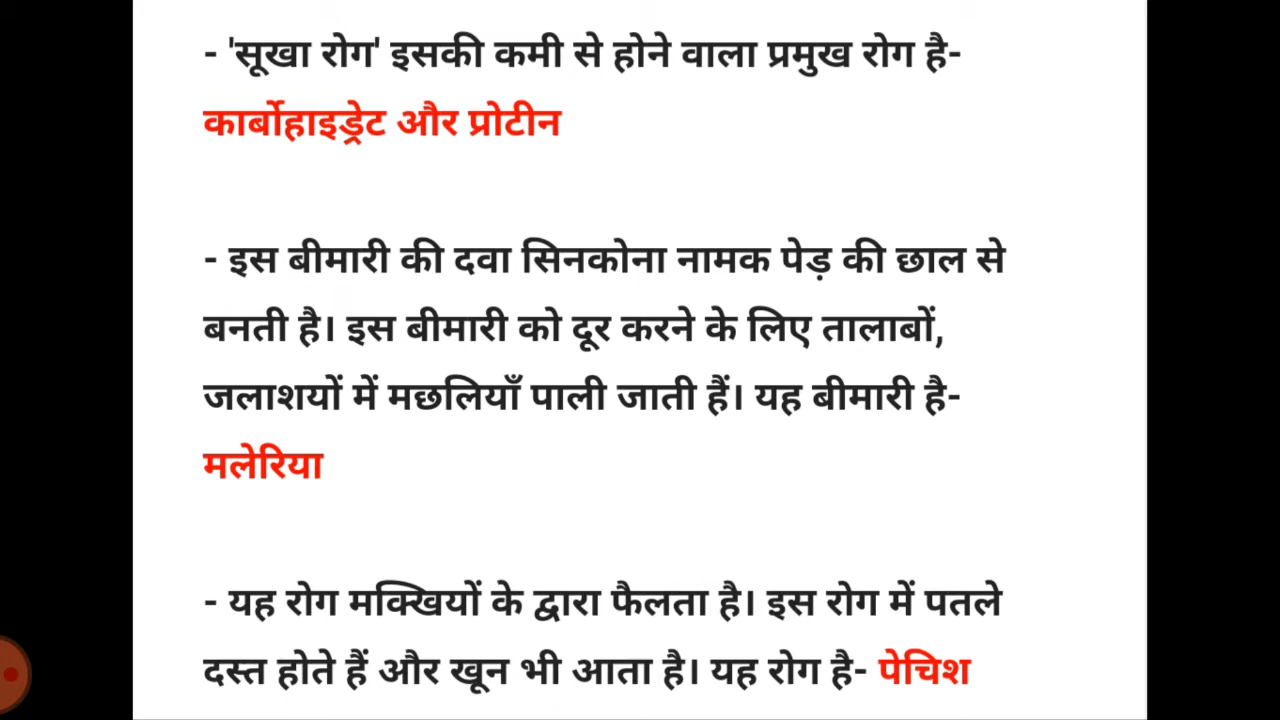 - 'सूखा रोग' इसकी कमी से होने वाला प्रमुख रोग है-
कार्बोहाइड्रेट और प्रोटीन
- इस बीमारी की दवा सिनकोना नामक पेड़ की छाल से
बनती है। इस बीमारी को दूर करने के लिए तालाबों,
जलाशयों में मछलियाँ पाली जाती हैं। यह बीमारी है-
मलेरिया
- यह रोग मक्खियों के द्वारा फैलता है। इस रोग में पतले
दस्त होते हैं और खून भी आता है। यह रोग है- पेचिश